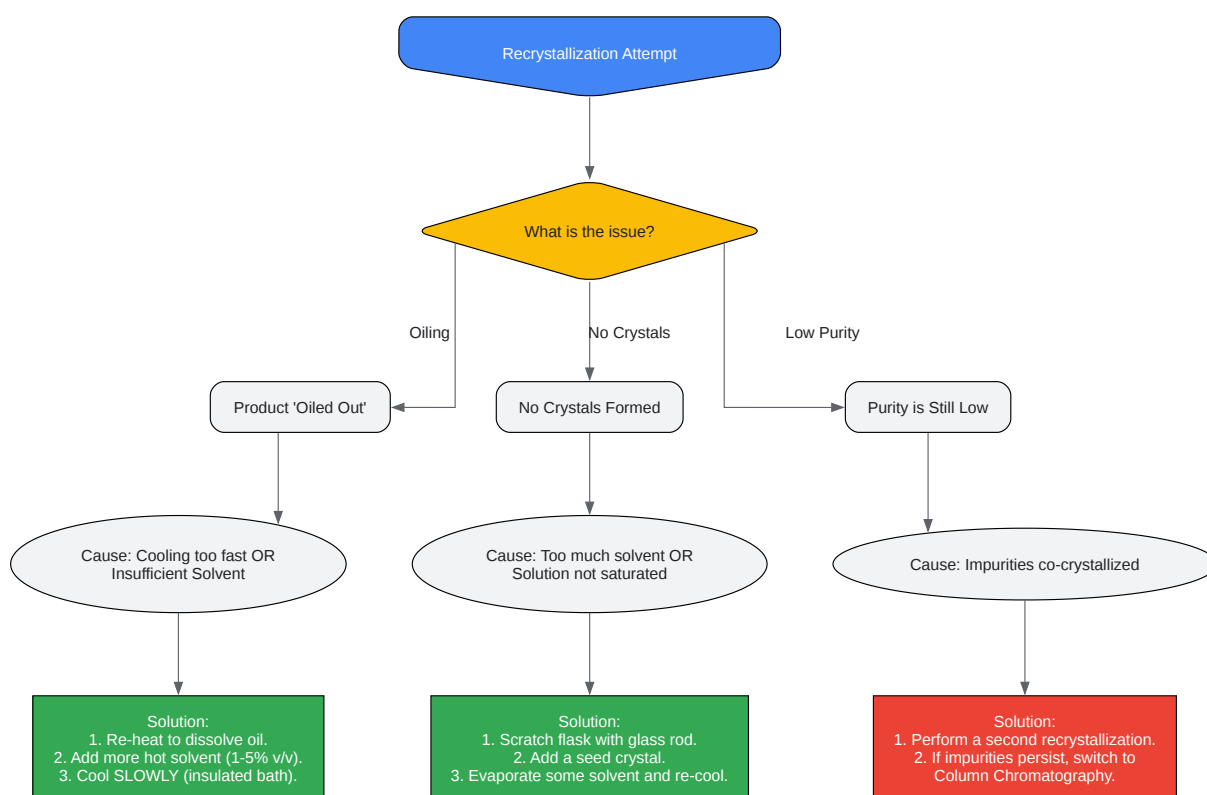 Recrystallization Attempt
What is the issue?
Oiling
No Crystals
Low Purity
Product 'Oiled Out'
No Crystals Formed
Purity is Still Low
Cause: Cooling too fast OR
Insufficient Solvent
Cause: Too much solvent OR
Solution not saturated
Cause: Impurities co-crystallized
Solution:
1. Re-heat to dissolve oil.
2. Add more hot solvent (1-5% v/v).
3. Cool SLOWLY (insulated bath).
Solution:
1. Scratch flask with glass rod.
2. Add a seed crystal.
3. Evaporate some solvent and re-cool.
Solution:
1. Perform a second recrystallization.
2. If impurities persist, switch to
Column Chromatography.